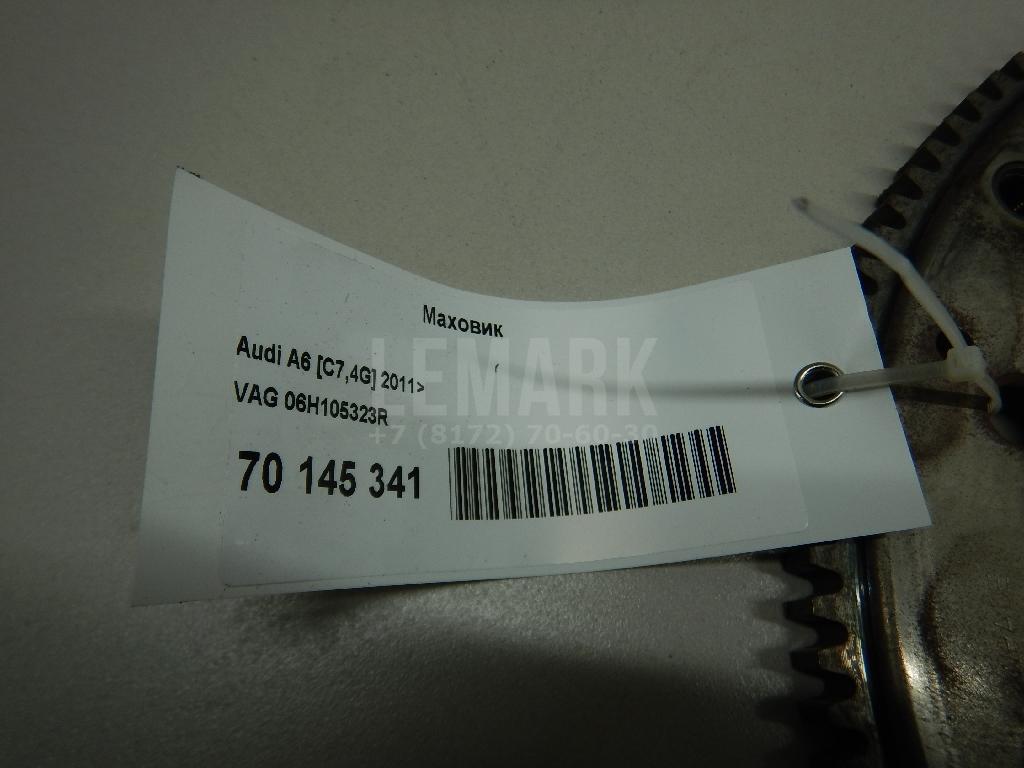 Маховик
Audi A6 [C7,4G] 2011>
VAG 06H105323R
LEMARK
+7 (8172) 70-60-30
70 145 341